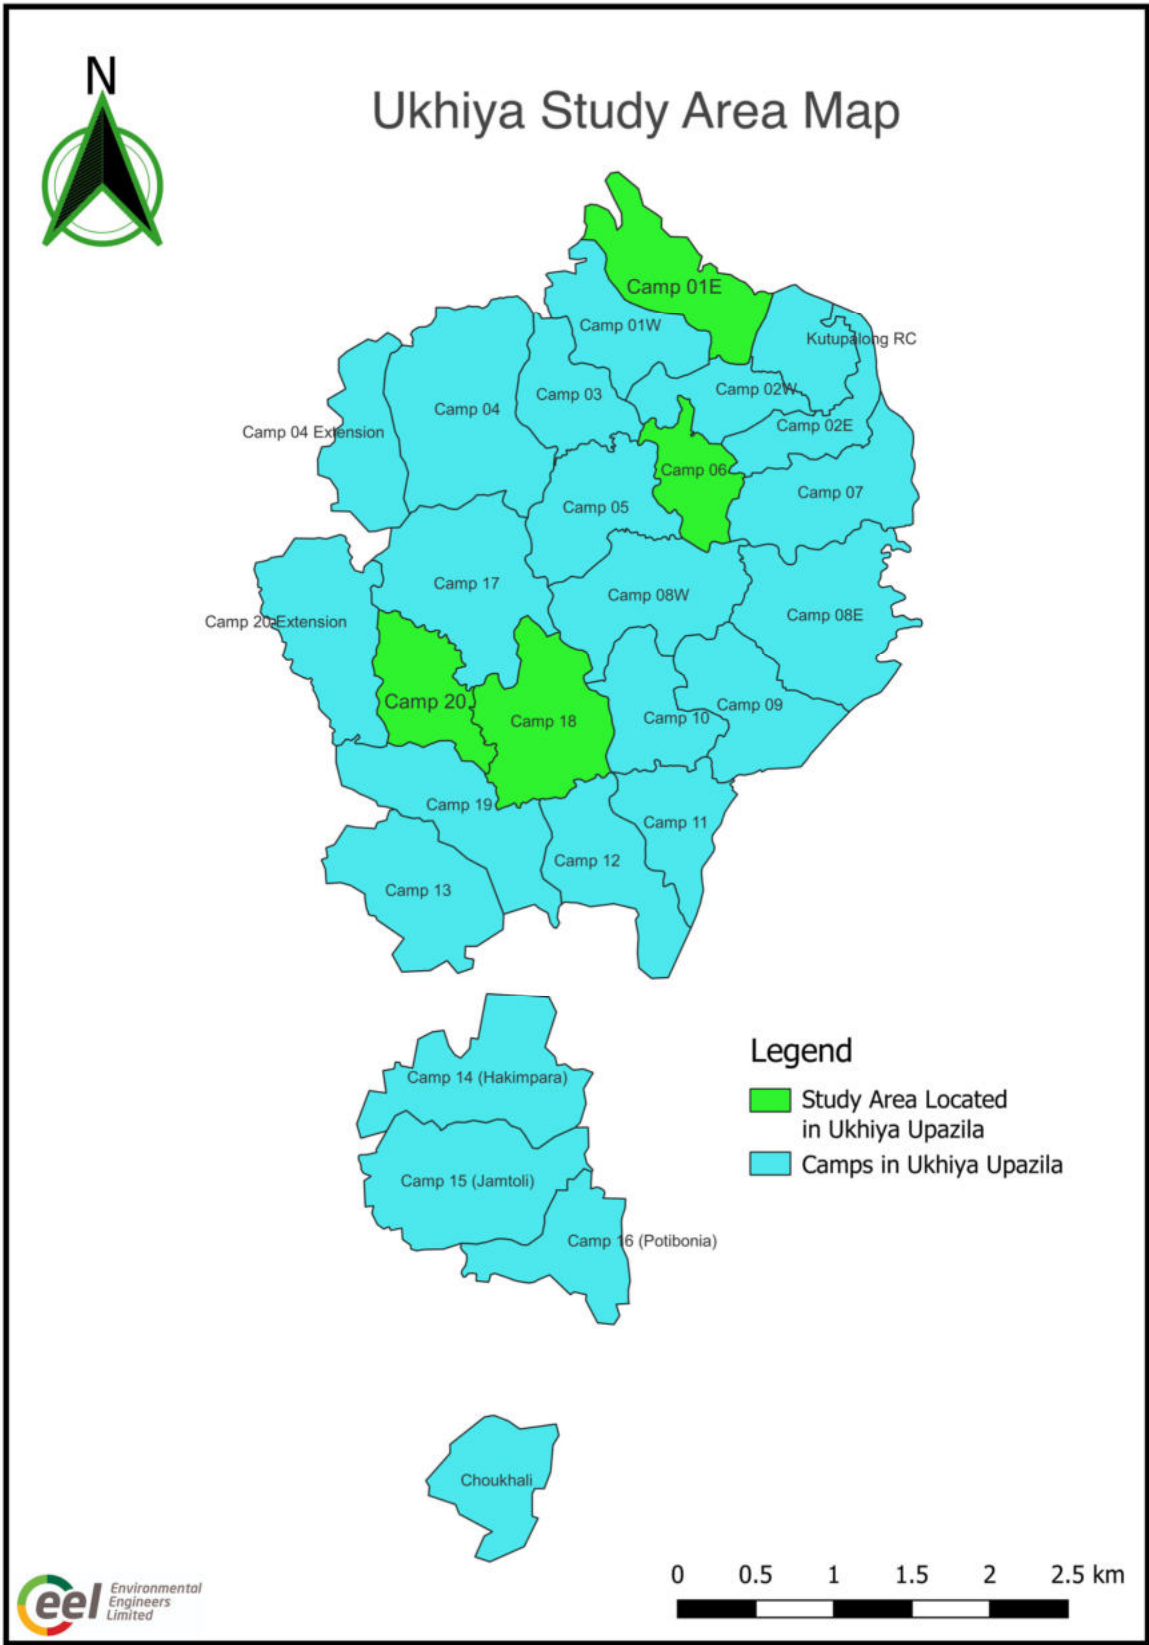 N
Ukhiya Study Area Map
Camp 01E
Camp 01W
Kutupalong RC
Camp 02W
Camp 03
Camp 04
Camp 02E
Camp 04 Extension
Camp 06
Camp 07
Camp 05
Camp 17
Camp 08W
Camp 08E
Camp 20 Extension
Camp 20
Camp 09
Camp 10
Camp 18
Camp 19
Camp 11
Camp 12
Camp 13
Legend
Camp 14 (Hakimpara)
Study Area Located
in Ukhiya Upazila
Camps in Ukhiya Upazila
Camp 15 (Jamtoli)
Camp 16 (Potibonia)
Choukhali
0 0.5 1 1.5 2 2.5 km
eel
Environmental
Engineers
Limited